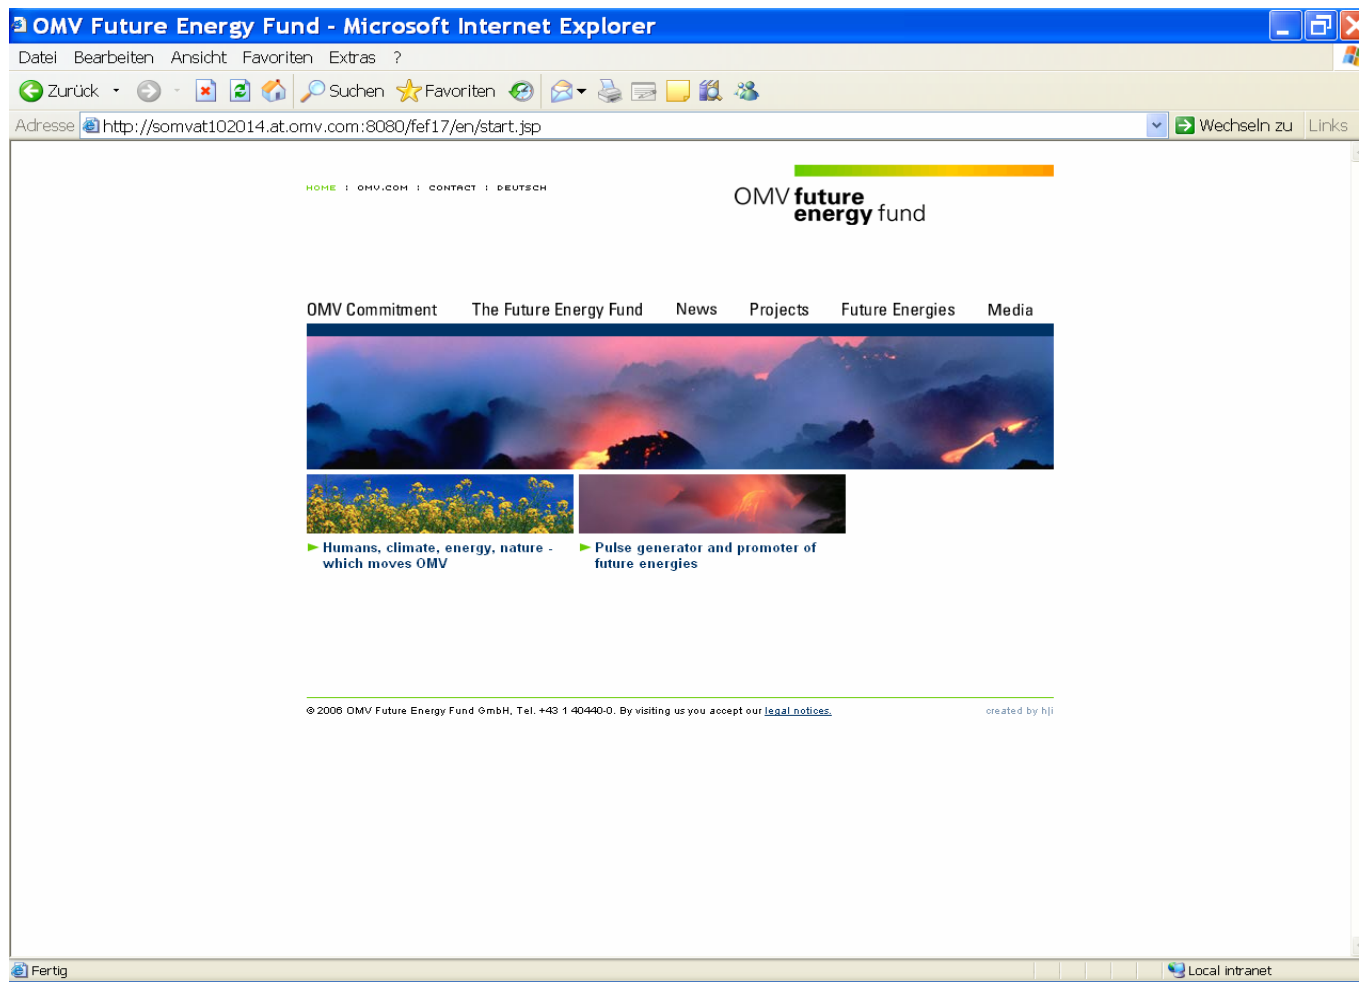 OMV Future Energy Fund - Microsoft Internet Explorer
Datei Bearbeiten Ansicht Favoriten Extras ?
Zurück Suchen Favoriten
Adresse http://somvat102014.at.omv.com:8080/fef17/en/start.jsp Wechseln zu Links
HOME : OMV.COM : CONTACT : DEUTSCH
OMV future
energy fund
OMV Commitment The Future Energy Fund News Projects Future Energies Media
Humans, climate, energy, nature -
which moves OMV
Pulse generator and promoter of
future energies
© 2006 OMV Future Energy Fund GmbH, Tel. +43 1 40440-0. By visiting us you accept our legal notices. created by h|i
Fertig Local intranet